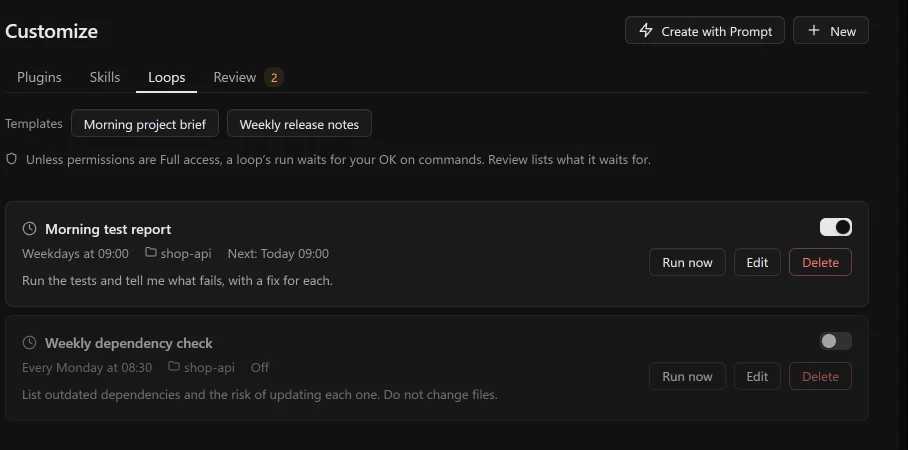 Customize
Create with Prompt
New
Plugins Skills Loops Review 2
Templates Morning project brief Weekly release notes
Unless permissions are Full access, a loop's run waits for your OK on commands. Review lists what it waits for.
Morning test report
Weekdays at 09:00 shop-api Next: Today 09:00
Run now Edit Delete
Run the tests and tell me what fails, with a fix for each.
Weekly dependency check
Every Monday at 08:30 shop-api Off
Run now Edit Delete
List outdated dependencies and the risk of updating each one. Do not change files.